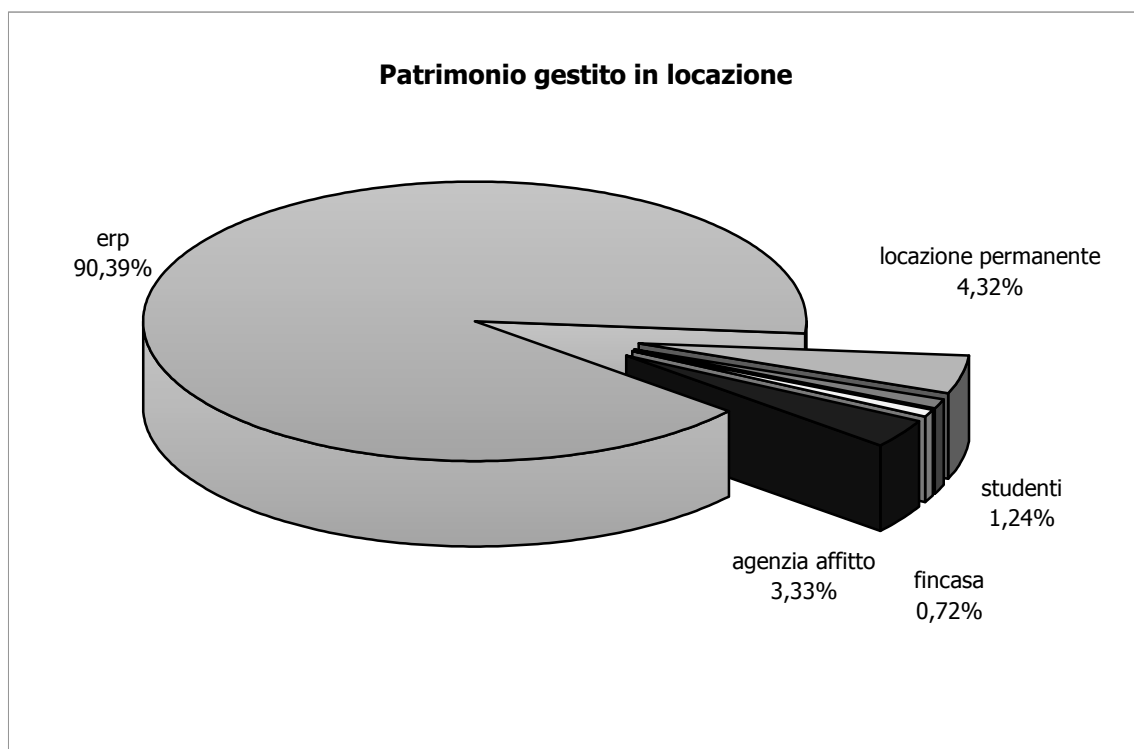 Patrimonio gestito in locazione
erp
90,39%
locazione permanente
4,32%
studenti
1,24%
agenzia affitto
3,33%
fincasa
0,72%